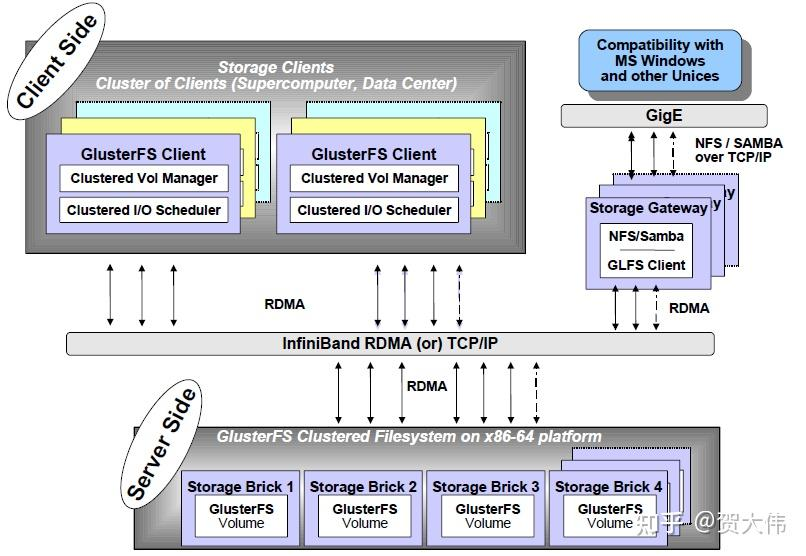 Client Side
Storage Clients
Cluster of Clients (Supercomputer, Data Center)
GlusterFS Client
Clustered Vol Manager
Clustered I/O Scheduler
GlusterFS Client
Clustered Vol Manager
Clustered I/O Scheduler
Compatibility with
MS Windows
and other Unices
GigE
NFS / SAMBA
over TCP/IP
Storage Gateway
NFS/Samba
GLFS Client
RDMA
RDMA
InfiniBand RDMA (or) TCP/IP
RDMA
Server Side
GlusterFS Clustered Filesystem on x86-64 platform
Storage Brick 1
GlusterFS
Volume
Storage Brick 2
GlusterFS
Volume
Storage Brick 3
GlusterFS
Volume
Storage Brick 4
GlusterFS
Volume
知乎 @贺大伟